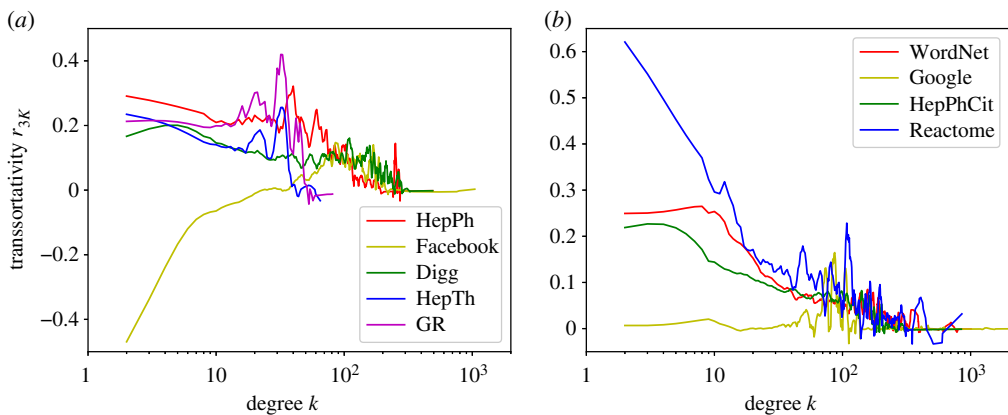 (a)
0.4
0.2
0
−0.2
−0.4
transsortativity r3K
1
10
10²
10³
degree k
HepPh
Facebook
Digg
HepTh
GR
(b)
0.6
0.5
0.4
0.3
0.2
0.1
0
1
10
10²
10³
degree k
WordNet
Google
HepPhCit
Reactome